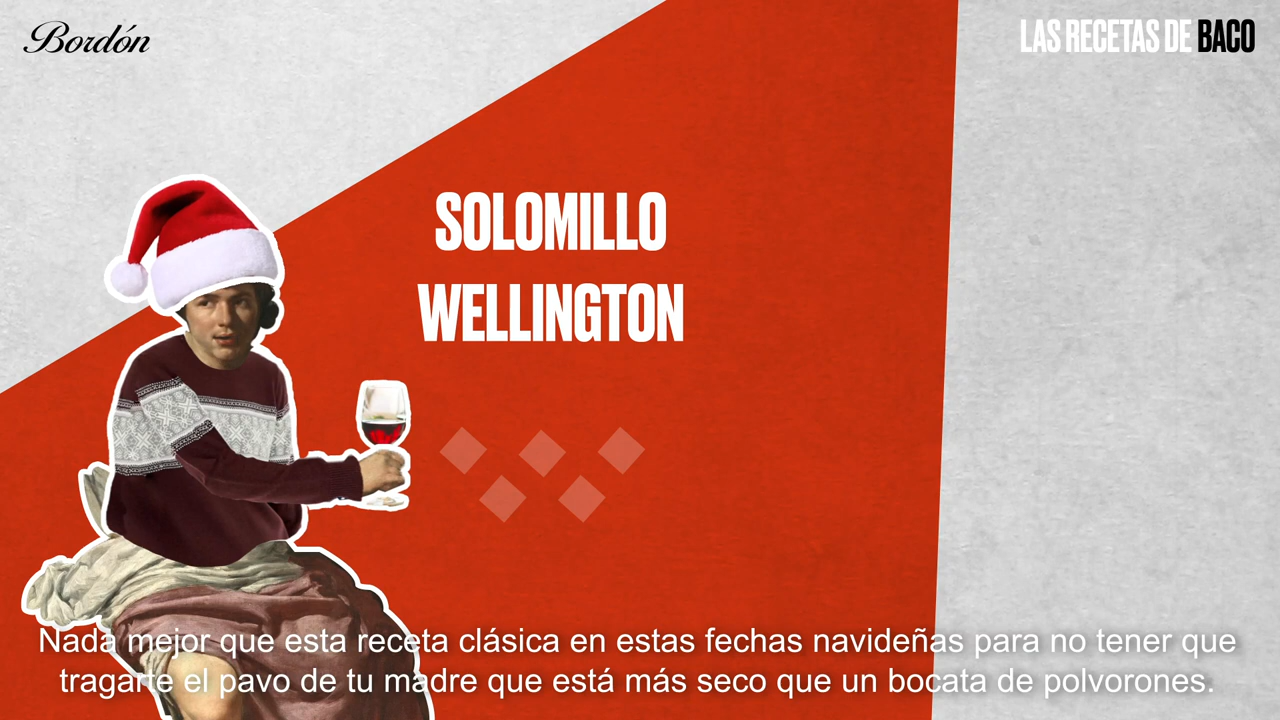 Bordón
LAS RECETAS DE BACO
SOLOMILLO
WELLINGTON
Nada mejor que esta receta clásica en estas fechas navideñas para no tener que
tragarte el pavo de tu madre que está más seco que un bocata de polvorones.